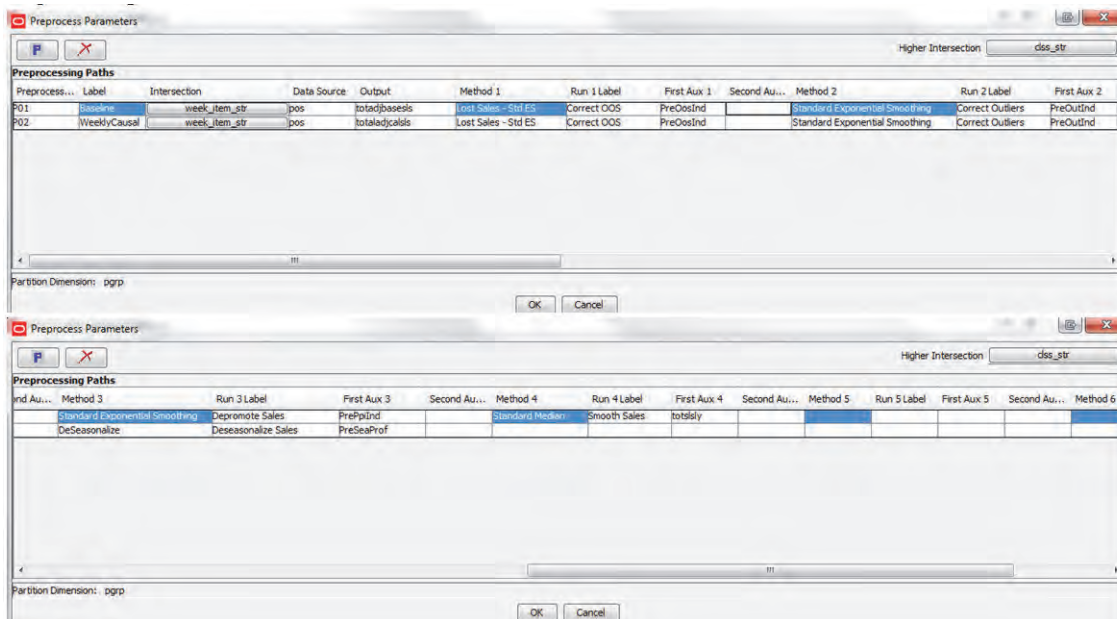 Preprocess Parameters
P X Higher Intersection dss_str
Preprocessing Paths
Preprocess... Label Intersection Data Source Output Method 1 Run 1 Label First Aux 1 Second Au... Method 2 Run 2 Label First Aux 2
P01 Baseline week_item_str pos totadjbasesls Lost Sales - Std ES Correct OOS PreOosInd Standard Exponential Smoothing Correct Outliers PreOutInd
P02 WeeklyCausal week_item_str pos totaladjcalsls Lost Sales - Std ES Correct OOS PreOosInd Standard Exponential Smoothing Correct Outliers PreOutInd
Partition Dimension: pgrp
OK Cancel
Preprocess Parameters
P X Higher Intersection dss_str
Preprocessing Paths
ond Au... Method 3 Run 3 Label First Aux 3 Second Au... Method 4 Run 4 Label First Aux 4 Second Au... Method 5 Run 5 Label First Aux 5 Second Au... Method 6
Standard Exponential Smoothing Depromote Sales PrePpiInd Standard Median Smooth Sales totslsly
DeSeasonalize Deseasonalize Sales PreSeaProf
Partition Dimension: pgrp
OK Cancel